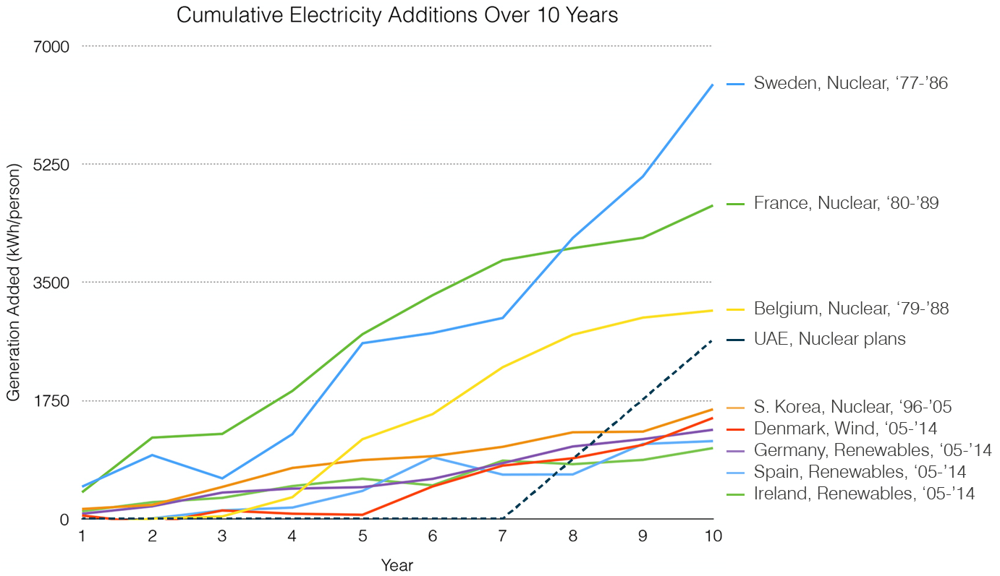 Cumulative Electricity Additions Over 10 Years
Generation Added (kWh/person)
7000
5250
3500
1750
0
1 2 3 4 5 6 7 8 9 10
Year
Sweden, Nuclear, ‘77-’86
France, Nuclear, ‘80-’89
Belgium, Nuclear, ‘79-’88
UAE, Nuclear plans
S. Korea, Nuclear, ‘96-’05
Denmark, Wind, ‘05-’14
Germany, Renewables, ‘05-’14
Spain, Renewables, ‘05-’14
Ireland, Renewables, ‘05-’14